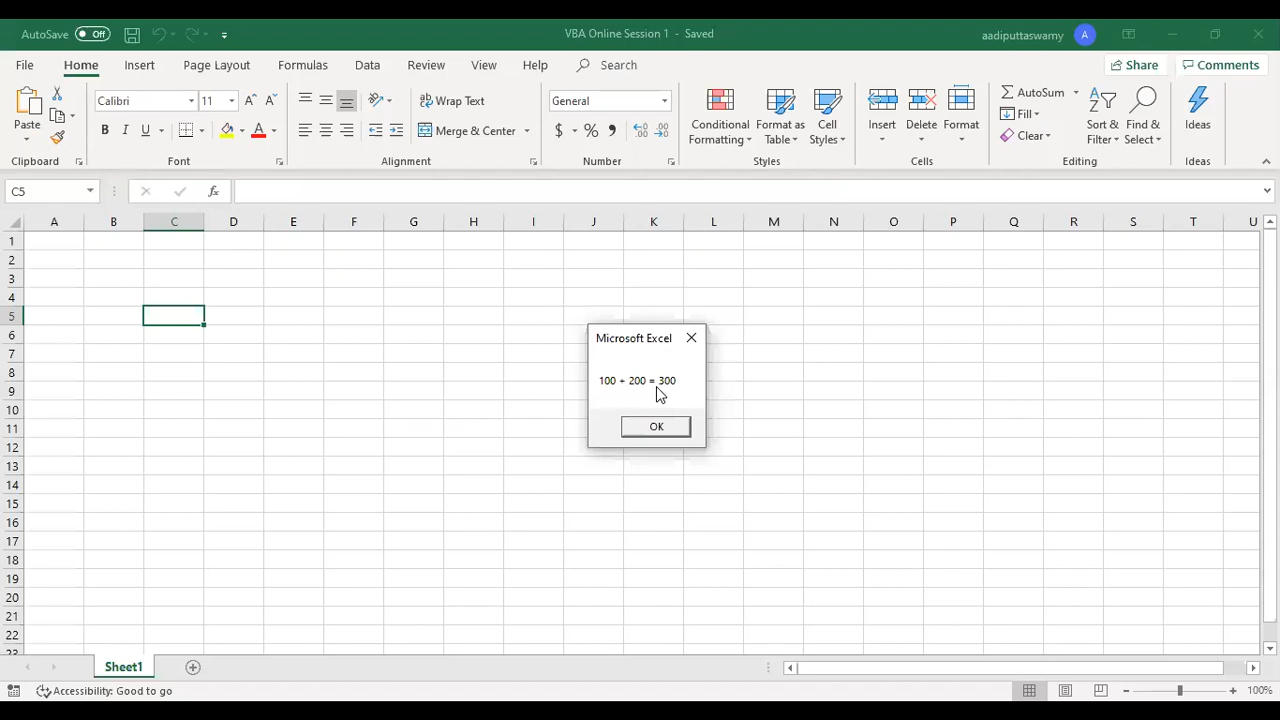 AutoSave Off VBA Online Session 1 - Saved aadiputtaswamy A
File Home Insert Page Layout Formulas Data Review View Help Search Share Comments
Paste Calibri 11 A A Wrap Text General Conditional Formatting Format as Table Cell Styles Insert Delete Format AutoSum Fill Clear Sort & Filter Find & Select Ideas
B I U A Merge & Center $ % ,
Clipboard Font Alignment Number Styles Cells Editing Ideas
C5 fx
A B C D E F G H I J K L M N O P Q R S T U
1
2
3
4
5
6
7
8
9
10
11
12
13
14
15
16
17
18
19
20
21
22
23
Microsoft Excel
100 + 200 = 300
OK
Sheet1
Accessibility: Good to go 100%